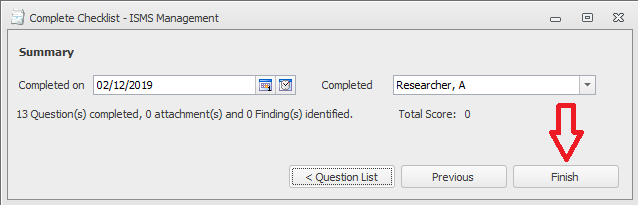 Complete Checklist - ISMS Management
Summary
Completed on 02/12/2019 Completed Researcher, A
13 Question(s) completed, 0 attachment(s) and 0 Finding(s) identified. Total Score: 0
< Question List Previous Finish